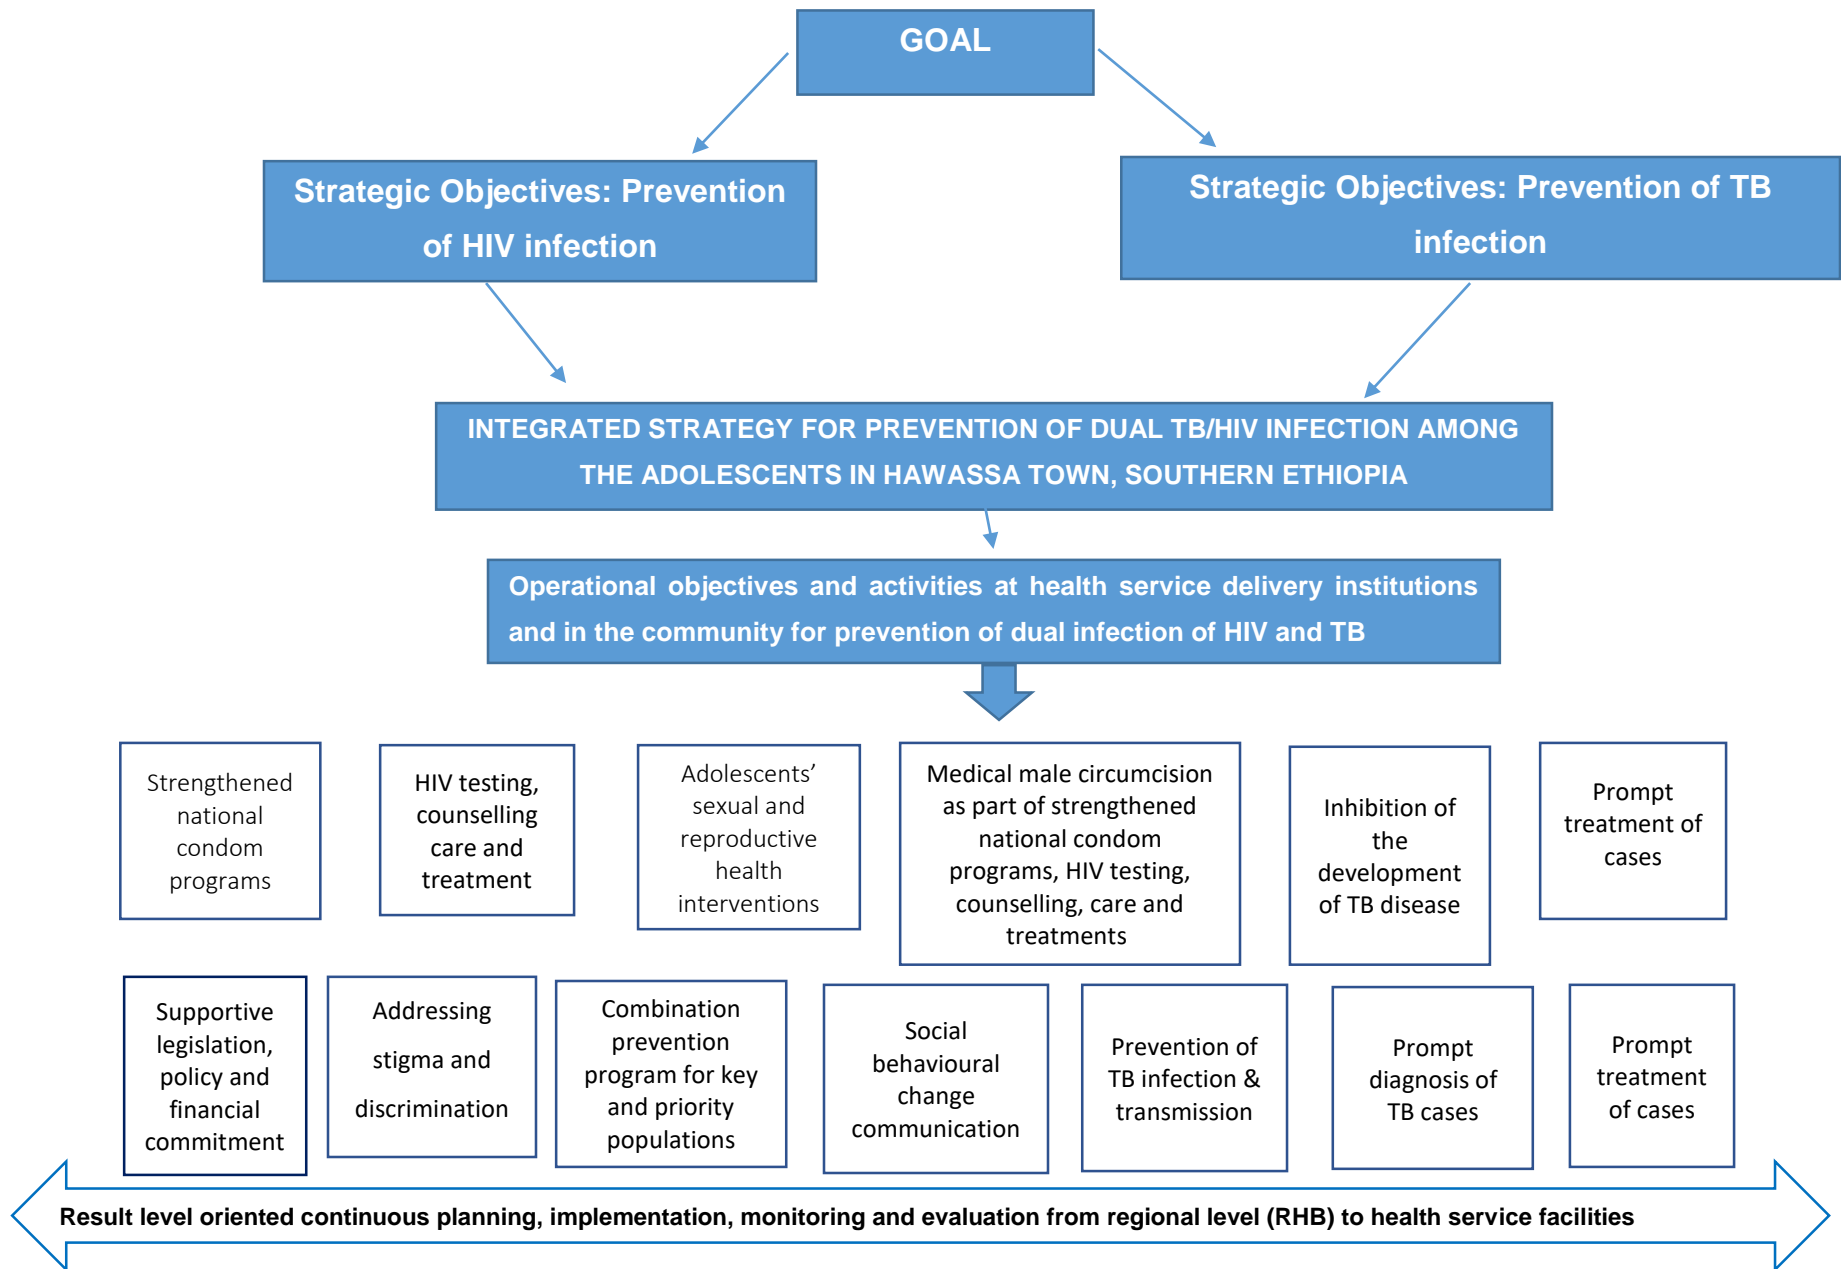 GOAL
Strategic Objectives: Prevention
of HIV infection
Strategic Objectives: Prevention of TB
infection
INTEGRATED STRATEGY FOR PREVENTION OF DUAL TB/HIV INFECTION AMONG
THE ADOLESCENTS IN HAWASSA TOWN, SOUTHERN ETHIOPIA
Operational objectives and activities at health service delivery institutions
and in the community for prevention of dual infection of HIV and TB
Strengthened
national
condom
programs
HIV testing,
counselling
care and
treatment
Adolescents’
sexual and
reproductive
health
interventions
Medical male circumcision
as part of strengthened
national condom
programs, HIV testing,
counselling, care and
treatments
Inhibition of
the
development
of TB disease
Prompt
treatment of
cases
Supportive
legislation,
policy and
financial
commitment
Addressing
stigma and
discrimination
Combination
prevention
program for key
and priority
populations
Social
behavioural
change
communication
Prevention of
TB infection &
transmission
Prompt
diagnosis of
TB cases
Prompt
treatment
of cases
Result level oriented continuous planning, implementation, monitoring and evaluation from regional level (RHB) to health service facilities